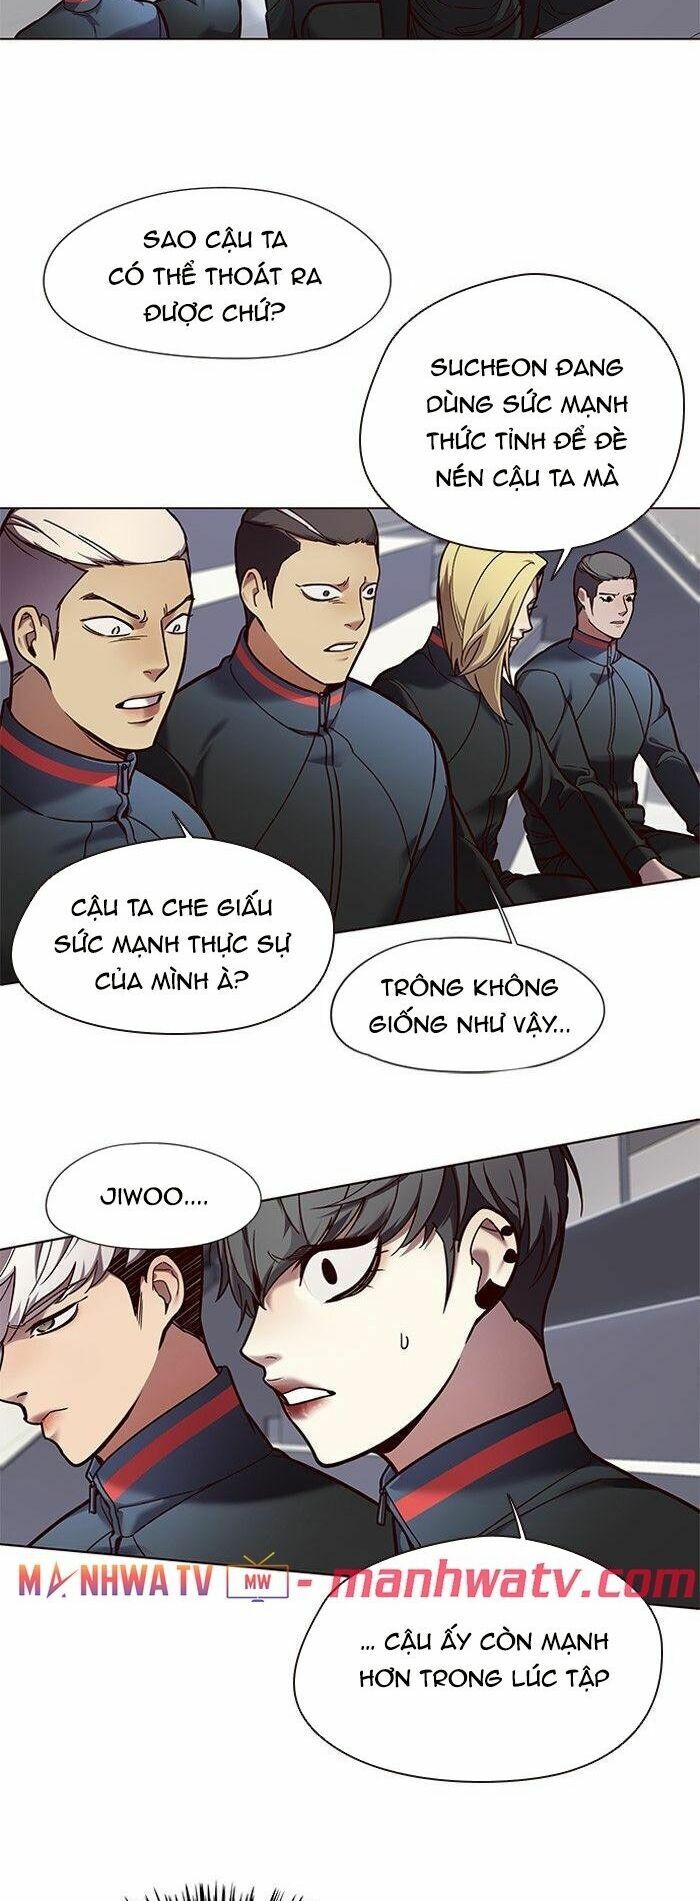 SAO CẬU TA
CÓ THỂ THOÁT RA
ĐƯỢC CHỨ?
SUCHEON ĐANG
DÙNG SỨC MẠNH
THỨC TỈNH ĐỂ ĐÈ
NÉN CẬU TA MÀ
CẬU TA CHE GIẤU
SỨC MẠNH THỰC SỰ
CỦA MÌNH À?
TRÔNG KHÔNG
GIỐNG NHƯ VẬY...
JIWOO....
MANHWA TV MW - manhwatv.com
... CẬU ẤY CÒN MẠNH
HƠN TRONG LÚC TẬP